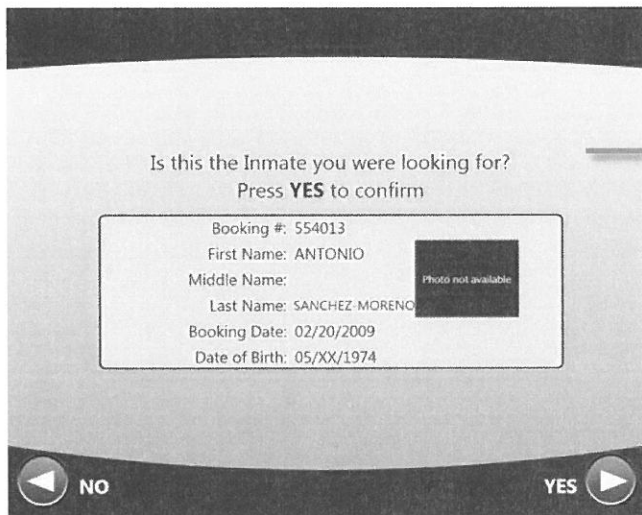 Is this the Inmate you were looking for?
Press YES to confirm
Booking #: 554013
First Name: ANTONIO
Middle Name:
Last Name: SANCHEZ-MORENO
Booking Date: 02/20/2009
Date of Birth: 05/XX/1974
Photo not available
NO
YES